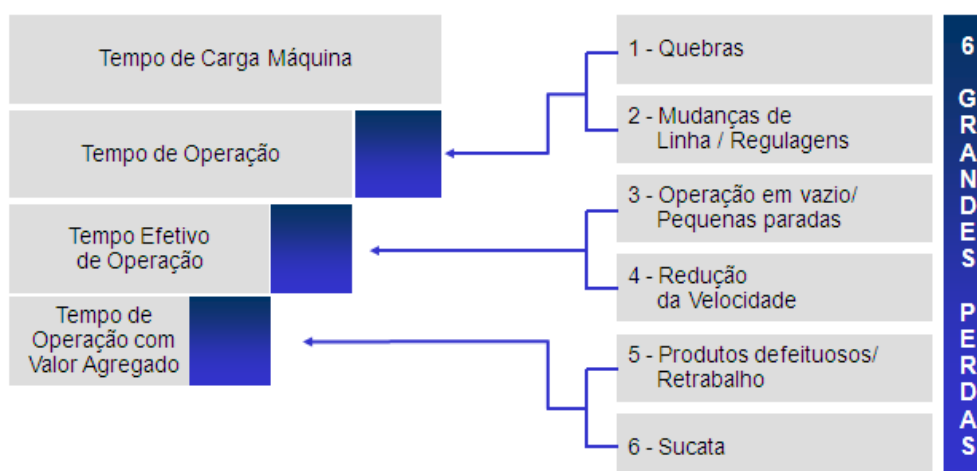 Tempo de Carga Máquina
Tempo de Operação
Tempo Efetivo
de Operação
Tempo de
Operação com
Valor Agregado
1 - Quebras
2 - Mudanças de
Linha / Regulagens
3 - Operação em vazio/
Pequenas paradas
4 - Redução
da Velocidade
5 - Produtos defeituosos/
Retrabalho
6 - Sucata
6 GRANDES PERDAS